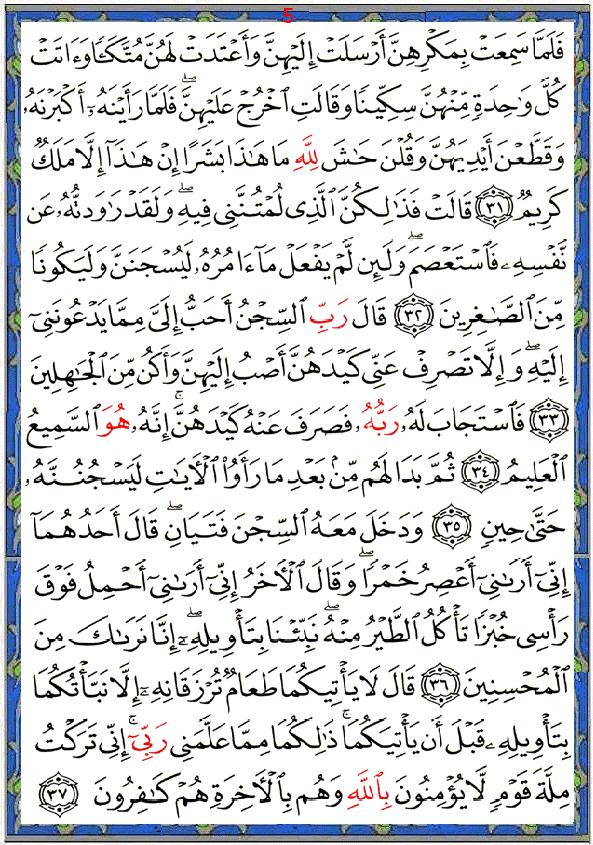 5
فَلَمَّا سَمِعَتْ بِمَكْرِهِنَّ أَرْسَلَتْ إِلَيْهِنَّ وَأَعْتَدَتْ لَهُنَّ مُتَّكَـًٔا وَءَاتَتْ
كُلَّ وَٰحِدَةٍ مِّنْهُنَّ سِكِّينًا وَقَالَتِ ٱخْرُجْ عَلَيْهِنَّ ۖ فَلَمَّا رَأَيْنَهُۥٓ أَكْبَرْنَهُۥ
وَقَطَّعْنَ أَيْدِيَهُنَّ وَقُلْنَ حَـٰشَ لِلَّهِ مَا هَـٰذَا بَشَرًا إِنْ هَـٰذَآ إِلَّا مَلَكٌ
كَرِيمٌ ٣١ قَالَتْ فَذَٰلِكُنَّ ٱلَّذِى لُمْتُنَّنِى فِيهِ ۖ وَلَقَدْ رَٰوَدتُّهُۥ عَن
نَّفْسِهِۦ فَٱسْتَعْصَمَ ۖ وَلَئِن لَّمْ يَفْعَلْ مَآ ءَامُرُهُۥ لَيُسْجَنَنَّ وَلَيَكُونًا
مِّنَ ٱلصَّـٰغِرِينَ ٣٢ قَالَ رَبِّ ٱلسِّجْنُ أَحَبُّ إِلَىَّ مِمَّا يَدْعُونَنِىٓ
إِلَيْهِ ۖ وَإِلَّا تَصْرِفْ عَنِّى كَيْدَهُنَّ أَصْبُ إِلَيْهِنَّ وَأَكُن مِّنَ ٱلْجَـٰهِلِينَ
٣٣ فَٱسْتَجَابَ لَهُۥ رَبُّهُۥ فَصَرَفَ عَنْهُ كَيْدَهُنَّ ۚ إِنَّهُۥ هُوَ ٱلسَّمِيعُ
ٱلْعَلِيمُ ٣٤ ثُمَّ بَدَا لَهُم مِّنۢ بَعْدِ مَا رَأَوُا۟ ٱلْـَٔايَـٰتِ لَيَسْجُنُنَّهُۥ
حَتَّىٰ حِينٍ ٣٥ وَدَخَلَ مَعَهُ ٱلسِّجْنَ فَتَيَانِ ۖ قَالَ أَحَدُهُمَآ
إِنِّىٓ أَرَىٰنِىٓ أَعْصِرُ خَمْرًا ۖ وَقَالَ ٱلْـَٔاخَرُ إِنِّىٓ أَرَىٰنِىٓ أَحْمِلُ فَوْقَ
رَأْسِى خُبْزًا تَأْكُلُ ٱلطَّيْرُ مِنْهُ ۖ نَبِّئْنَا بِتَأْوِيلِهِۦٓ ۖ إِنَّا نَرَىٰكَ مِنَ
ٱلْمُحْسِنِينَ ٣٦ قَالَ لَا يَأْتِيكُمَا طَعَامٌ تُرْزَقَانِهِۦٓ إِلَّا نَبَّأْتُكُمَا
بِتَأْوِيلِهِۦ قَبْلَ أَن يَأْتِيَكُمَا ۚ ذَٰلِكُمَا مِمَّا عَلَّمَنِى رَبِّىٓ ۚ إِنِّى تَرَكْتُ
مِلَّةَ قَوْمٍ لَّا يُؤْمِنُونَ بِٱللَّهِ وَهُم بِٱلْـَٔاخِرَةِ هُمْ كَـٰفِرُونَ ٣٧